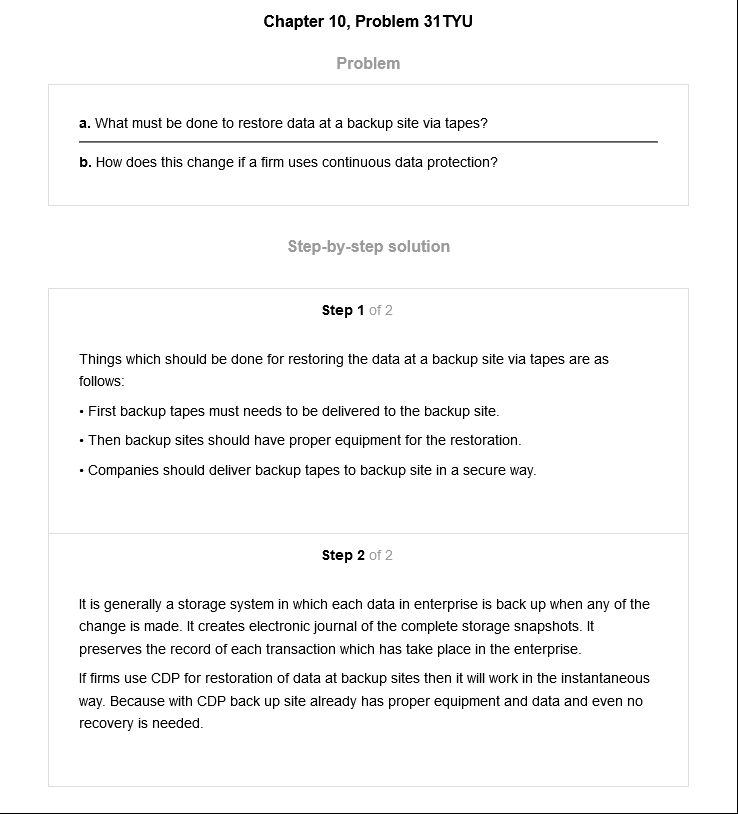 Chapter 10, Problem 31TYU
Problem
a. What must be done to restore data at a backup site via tapes?
b. How does this change if a firm uses continuous data protection?
Step-by-step solution
Step 1 of 2
Things which should be done for restoring the data at a backup site via tapes are as
follows:
• First backup tapes must needs to be delivered to the backup site.
• Then backup sites should have proper equipment for the restoration.
• Companies should deliver backup tapes to backup site in a secure way.
Step 2 of 2
It is generally a storage system in which each data in enterprise is back up when any of the
change is made. It creates electronic journal of the complete storage snapshots. It
preserves the record of each transaction which has take place in the enterprise.
If firms use CDP for restoration of data at backup sites then it will work in the instantaneous
way. Because with CDP back up site already has proper equipment and data and even no
recovery is needed.